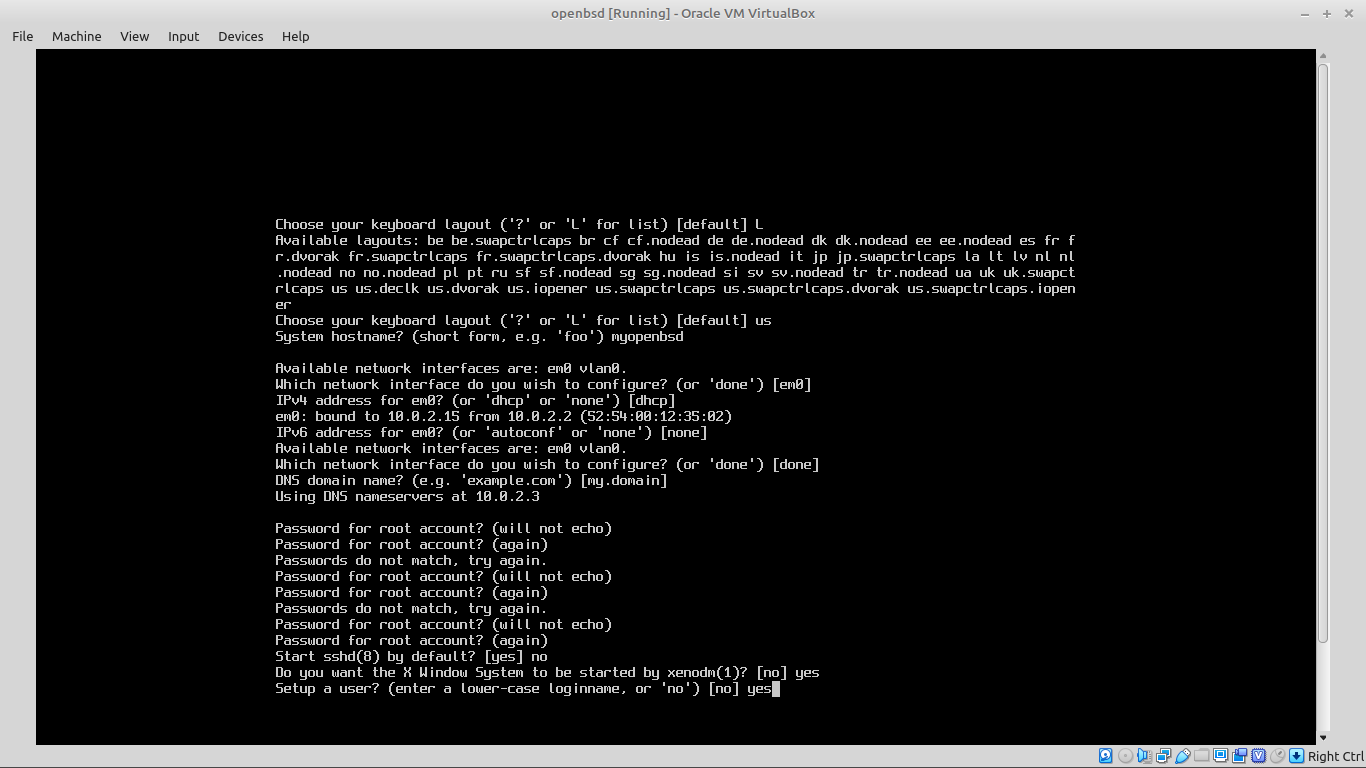 openbsd [Running] - Oracle VM VirtualBox
File Machine View Input Devices Help
Choose your keyboard layout ('?' or 'L' for list) [default] L
Available layouts: be be.swapctrlcaps br cf cf.nodead de de.nodead dk dk.nodead ee ee.nodead es fr f
r.dvorak fr.swapctrlcaps fr.swapctrlcaps.dvorak hu is is.nodead it jp jp.swapctrlcaps la lt lv nl nl
.nodead no no.nodead pl pt ru sf sf.nodead sg sg.nodead si sv sv.nodead tr tr.nodead ua uk uk.swapct
rlcaps us us.declk us.dvorak us.iopener us.swapctrlcaps us.swapctrlcaps.dvorak us.swapctrlcaps.iopen
er
Choose your keyboard layout ('?' or 'L' for list) [default] us
System hostname? (short form, e.g. 'foo') myopenbsd
Available network interfaces are: em0 vlan0.
Which network interface do you wish to configure? (or 'done') [em0]
IPv4 address for em0? (or 'dhcp' or 'none') [dhcp]
em0: bound to 10.0.2.15 from 10.0.2.2 (52:54:00:12:35:02)
IPv6 address for em0? (or 'autoconf' or 'none') [none]
Available network interfaces are: em0 vlan0.
Which network interface do you wish to configure? (or 'done') [done]
DNS domain name? (e.g. 'example.com') [my.domain]
Using DNS nameservers at 10.0.2.3
Password for root account? (will not echo)
Password for root account? (again)
Passwords do not match, try again.
Password for root account? (will not echo)
Password for root account? (again)
Passwords do not match, try again.
Password for root account? (will not echo)
Password for root account? (again)
Start sshd(8) by default? [yes] no
Do you want the X Window System to be started by xenodm(1)? [no] yes
Setup a user? (enter a lower-case loginname, or 'no') [no] yes
Right Ctrl